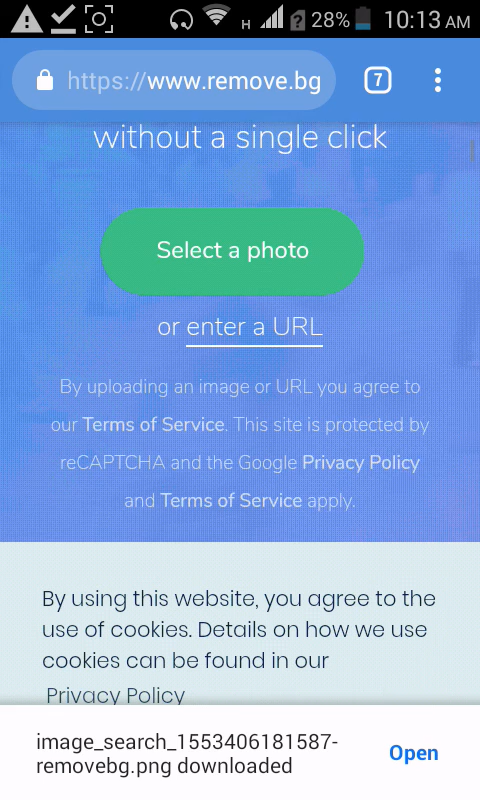 H 28% 10:13 AM
https://www.remove.bg 7
without a single click
Select a photo
or enter a URL
By uploading an image or URL you agree to
our Terms of Service. This site is protected by
reCAPTCHA and the Google Privacy Policy
and Terms of Service apply.
By using this website, you agree to the
use of cookies. Details on how we use
cookies can be found in our
Privacy Policy
image_search_1553406181587-
removebg.png downloaded
Open